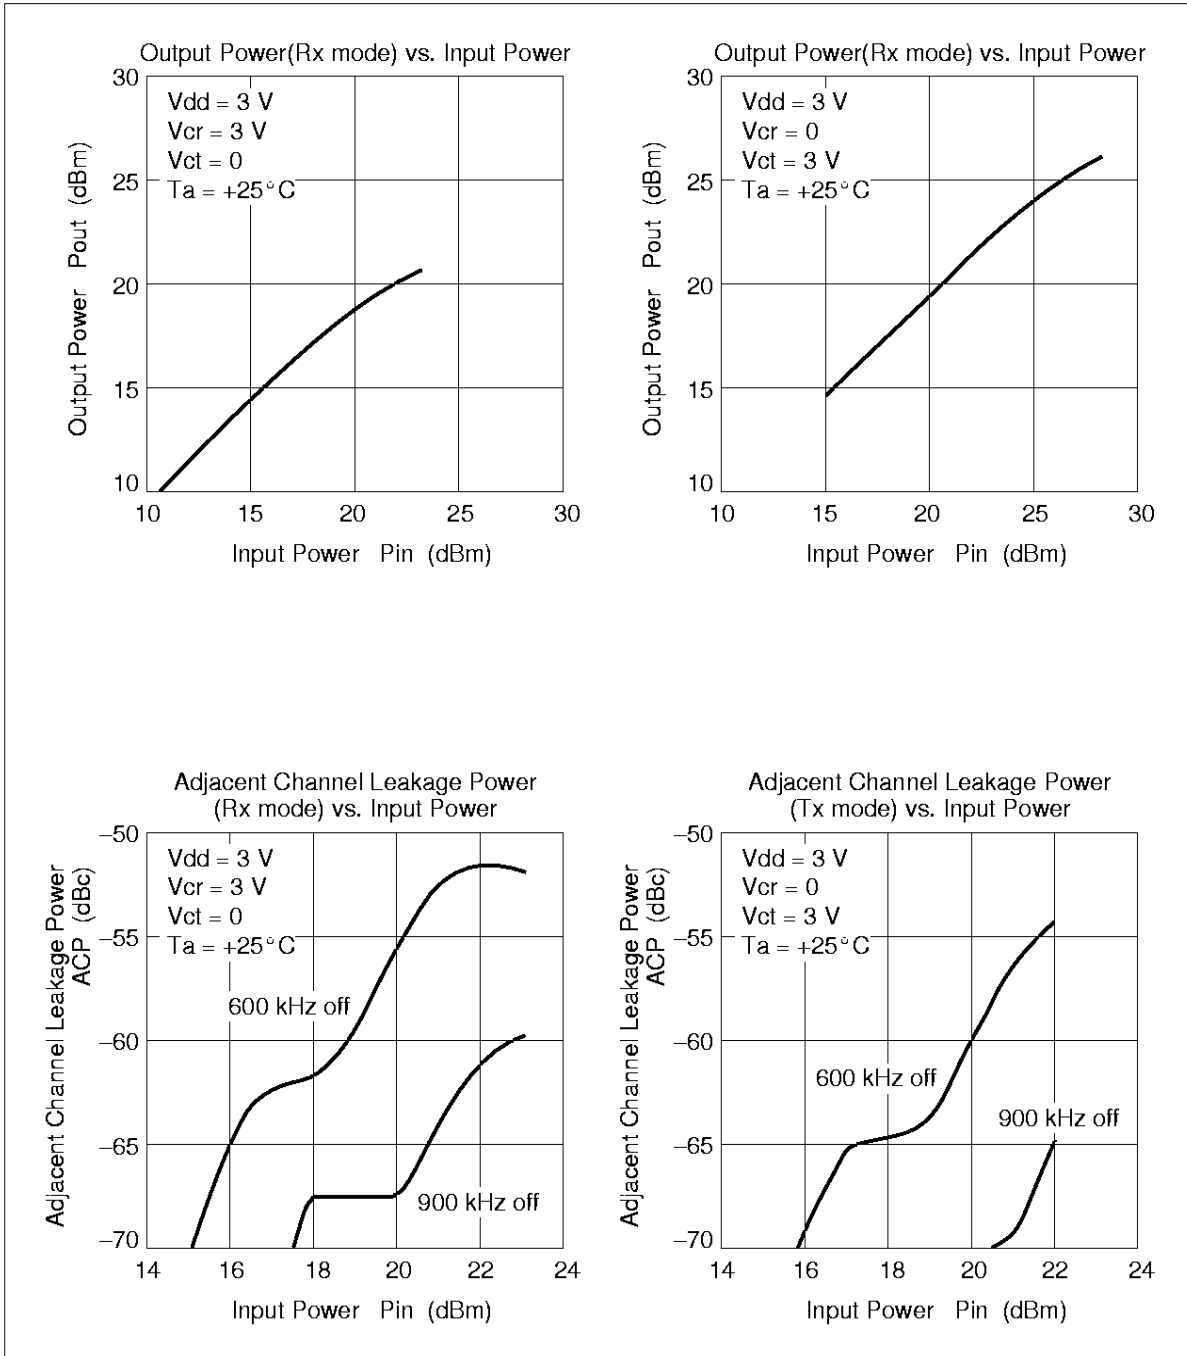 Output Power(Rx mode) vs. Input Power
30
25
20
15
10
Output Power Pout (dBm)
Vdd = 3 V
Vcr = 3 V
Vct = 0
Ta = +25°C
10 15 20 25 30
Input Power Pin (dBm)
Output Power(Rx mode) vs. Input Power
30
25
20
15
10
Output Power Pout (dBm)
Vdd = 3 V
Vcr = 0
Vct = 3 V
Ta = +25°C
10 15 20 25 30
Input Power Pin (dBm)
Adjacent Channel Leakage Power
(Rx mode) vs. Input Power
–50
–55
–60
–65
–70
Adjacent Channel Leakage Power
ACP (dBc)
Vdd = 3 V
Vcr = 3 V
Vct = 0
Ta = +25°C
600 kHz off
900 kHz off
14 16 18 20 22 24
Input Power Pin (dBm)
Adjacent Channel Leakage Power
(Tx mode) vs. Input Power
–50
–55
–60
–65
–70
Adjacent Channel Leakage Power
ACP (dBc)
Vdd = 3 V
Vcr = 0
Vct = 3 V
Ta = +25°C
600 kHz off
900 kHz off
14 16 18 20 22 24
Input Power Pin (dBm)